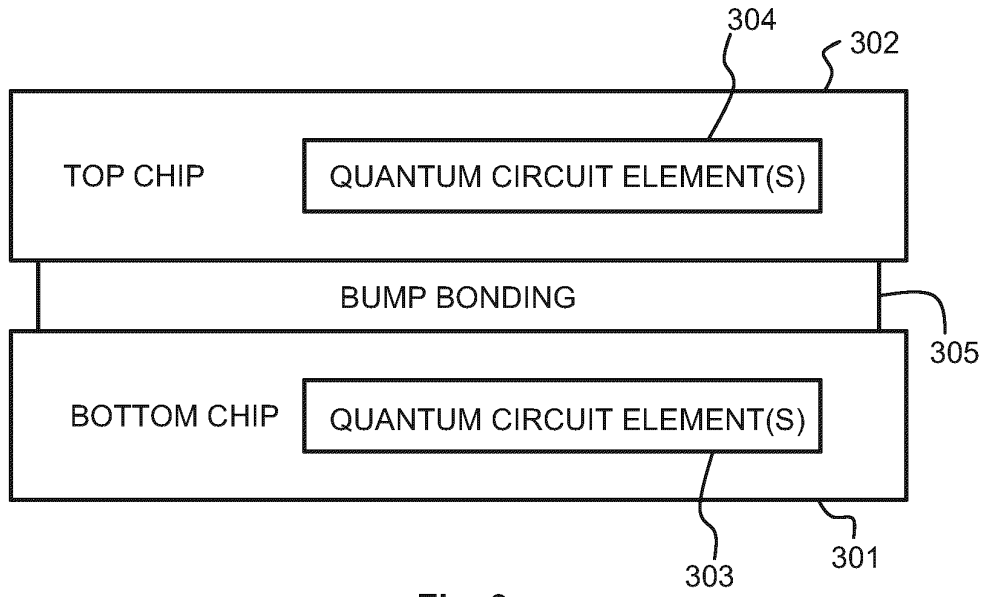 304
302
TOP CHIP
QUANTUM CIRCUIT ELEMENT(S)
BUMP BONDING
305
BOTTOM CHIP
QUANTUM CIRCUIT ELEMENT(S)
301
303